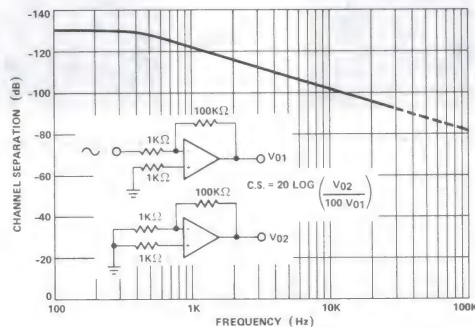 CHANNEL SEPARATION (dB)
-140
-130
-100
-80
-60
-40
-20
0
100KΩ
1KΩ
1KΩ
V01
C.S. = 20 LOG (V02 / 100 V01)
100KΩ
1KΩ
1KΩ
V02
100
1K
10K
100K
FREQUENCY (Hz)